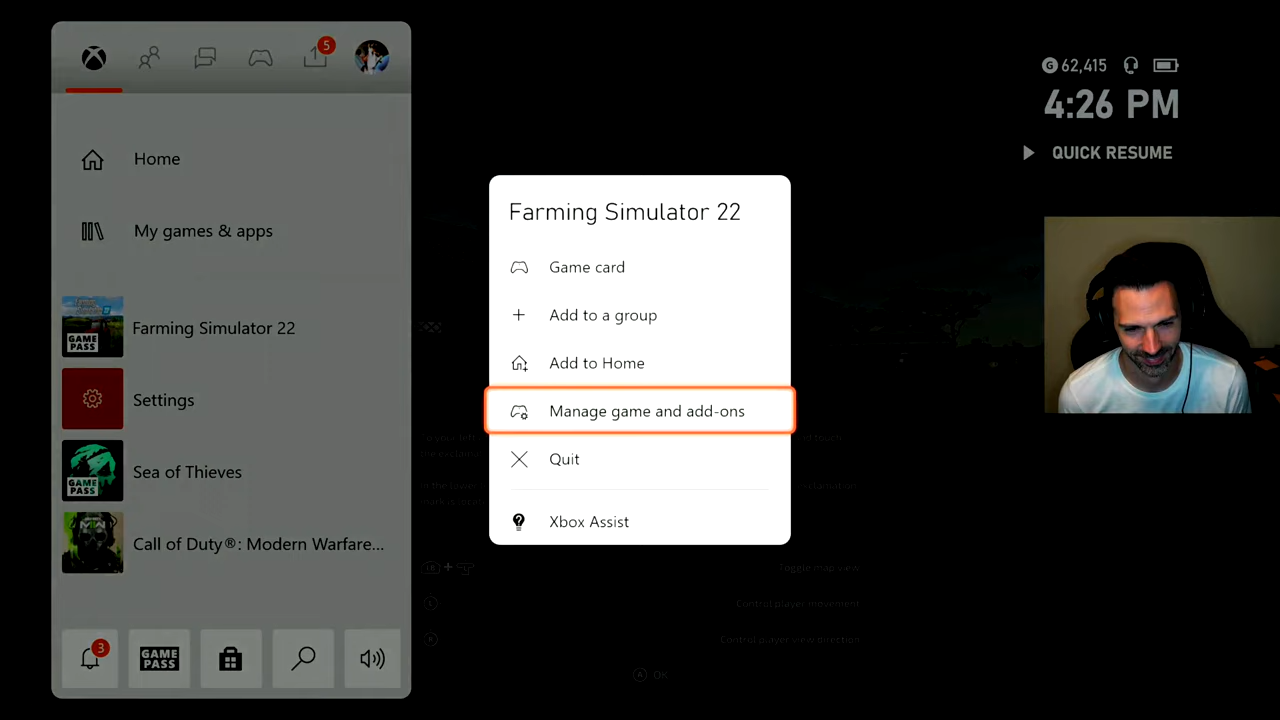 5
Home
My games & apps
GAME PASS
Farming Simulator 22
Settings
GAME PASS
Sea of Thieves
Call of Duty®: Modern Warfare...
3
GAME PASS
Farming Simulator 22
Game card
Add to a group
Add to Home
Manage game and add-ons
Quit
Xbox Assist
G 62,415
4:26 PM
QUICK RESUME
Toggle map view
Control player movement
Control player view direction
A OK